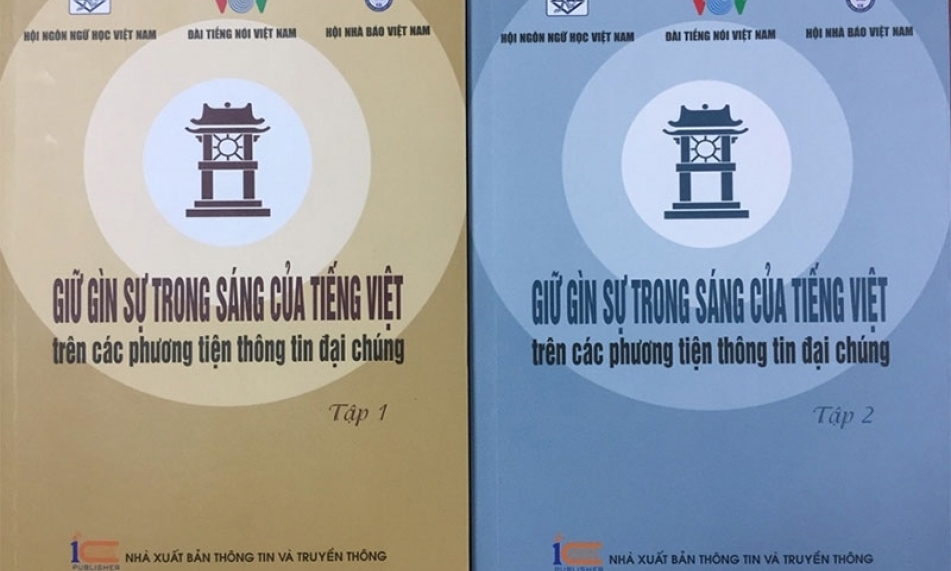 HỘI NGÔN NGỮ HỌC VIỆT NAM
ĐÀI TIẾNG NÓI VIỆT NAM
HỘI NHÀ BÁO VIỆT NAM
GIỮ GÌN SỰ TRONG SÁNG CỦA TIẾNG VIỆT
trên các phương tiện thông tin đại chúng
Tập 1
PUBLISHER
NHÀ XUẤT BẢN THÔNG TIN VÀ TRUYỀN THÔNG
HỘI NGÔN NGỮ HỌC VIỆT NAM
ĐÀI TIẾNG NÓI VIỆT NAM
HỘI NHÀ BÁO VIỆT NAM
GIỮ GÌN SỰ TRONG SÁNG CỦA TIẾNG VIỆT
trên các phương tiện thông tin đại chúng
Tập 2
PUBLISHER
NHÀ XUẤT BẢN THÔNG TIN VÀ TRUYỀN THÔNG